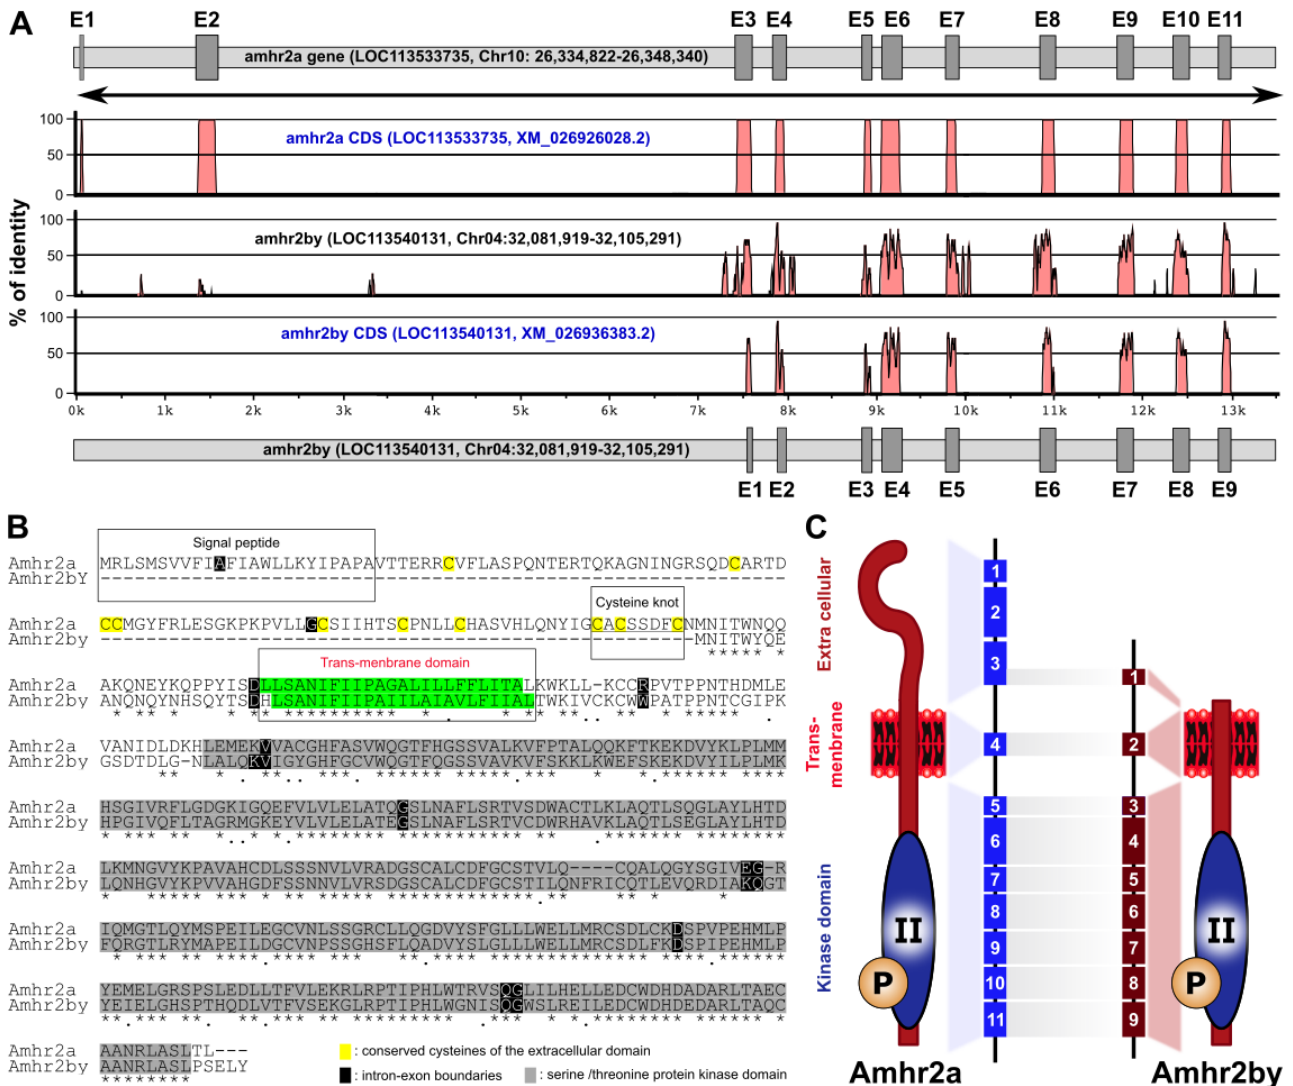 A
E1 E2 E3 E4 E5 E6 E7 E8 E9 E10 E11
amhr2a gene (LOC113533735, Chr10: 26,334,822-26,348,340)
% of identity
100
50
0
amhr2a CDS (LOC113533735, XM_026926028.2)
100
50
0
amhr2by (LOC113540131, Chr04:32,081,919-32,105,291)
100
50
0
amhr2by CDS (LOC113540131, XM_026936383.2)
0k 1k 2k 3k 4k 5k 6k 7k 8k 9k 10k 11k 12k 13k
amhr2by (LOC113540131, Chr04:32,081,919-32,105,291)
E1 E2 E3 E4 E5 E6 E7 E8 E9
B
Signal peptide
Amhr2a MRLSMSVVFIAFIAWLLKYIPAPAVTTERRCVFLASPQNTERTQKAGNINGRSQDCARTD
Amhr2bY ------------------------------------------------------------
Cysteine knot
Amhr2a CCMGYFRLESGKPKPVLLGCSIIHTSCPNLLCHASVHLQNYIGCACSSDFCNMNITWNQQ
Amhr2by ----------------------------------------------------MNITWYQE
Trans-menbrane domain
Amhr2a AKQNEYKQPPYISDLLSANIFIIPAGALILLFFLITALKWKLL-KCCRPVTPPNTHDMLE
Amhr2by ANQNQYNHSQYTSDHLSANIFIIPAIILAIAVLFIIALTWKIVCKCWWPATPPNTCGIPK
Amhr2a VANIDLDKHLEMEKVVACGHFASVWQGTFHGSSVALKVFPTALQQKFTKEKDVYKLPLMM
Amhr2by GSDTDLG-NLALQKVIGYGHFGCVWQGTFQGSSVAVKVFSKKLKWEFSKEKDVYILPLMK
Amhr2a HSGIVRFLGDGKIGQEFVLVLELATQGSLNAFLSRTVSDWACTLKLAQTLSQGLAYLHTD
Amhr2by HPGIVQFLTAGRMGKEYVLVLELATEGSLNAFLSRTVCDWRHAVKLAQTLSEGLAYLHTD
Amhr2a LKMNGVYKPAVAHCDLSSSNVLVRADGSCALCDFGCSTVLQ----CQALQGYSGIVEG-R
Amhr2by LQNHGVYKPVVAHGDFSSNNVLVRSDGSCALCDFGCSTILQNFRICQTLEVQRDIAKQGT
Amhr2a IQMGTLQYMSPEILEGCVNLSSGRCLLQGDVYSFGLLLWELLMRCSDLCKDSPVPEHMLP
Amhr2by FQRGTLRYMAPEILDGCVNPSSGHSFLQADVYSLGLLLWELLMRCSDLFKDSPIPEHMLP
Amhr2a YEMELGRSPSLEDLLTFVLEKRLRPTIPHLWTRVSQGLILHELLEDCWDHDADARLTAEC
Amhr2by YEIELGHSPTHQDLVTFVSEKGLRPTIPHLWGNISQGWSLREILEDCWDHDEDARLTAQC
Amhr2a AANRLASLTL---
Amhr2by AANRLASLPSELY
: conserved cysteines of the extracellular domain
: intron-exon boundaries
: serine /threonine protein kinase domain
C
Extra cellular
Trans-menbrane
Kinase domain
1
2
3
4
5
6
7
8
9
10
11
1
2
3
4
5
6
7
8
9
II
P
II
P
Amhr2a
Amhr2by